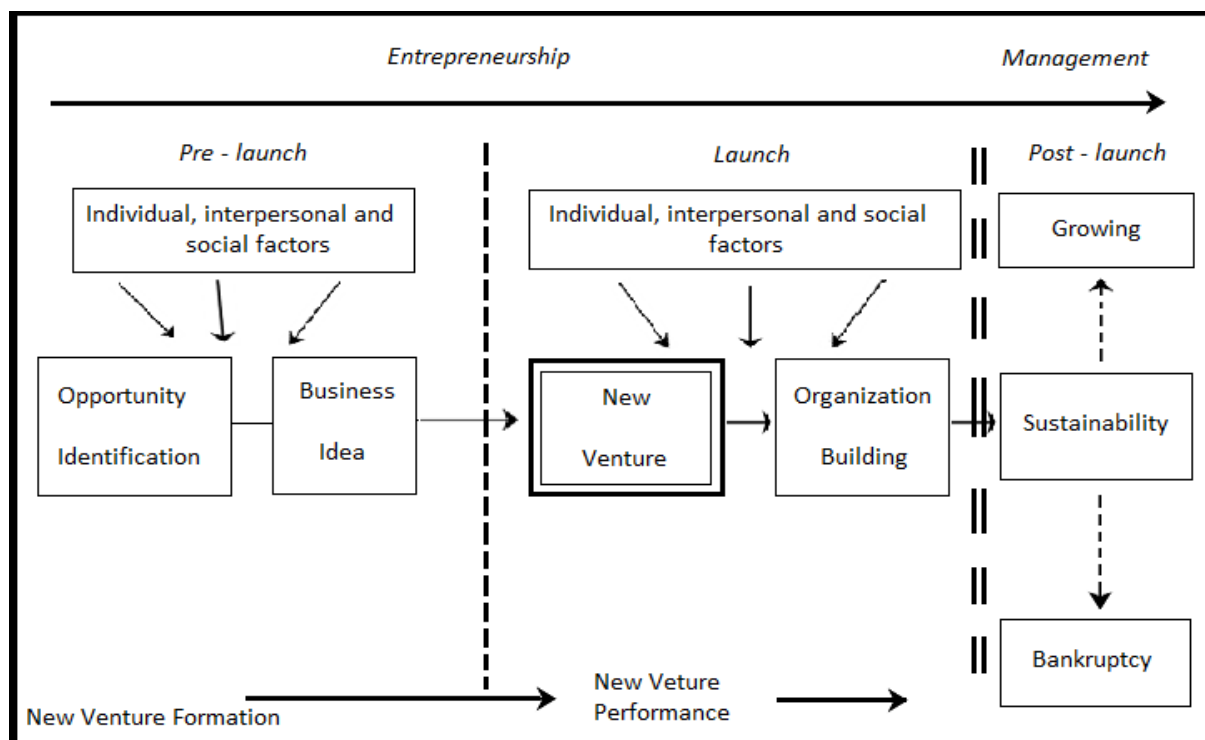 Entrepreneurship
Management
Pre - launch
Launch
Post - launch
Individual, interpersonal and
social factors
Individual, interpersonal and social
factors
Growing
Opportunity
Identification
Business
Idea
New
Venture
Organization
Building
Sustainability
Bankruptcy
New Venture Formation
New Veture
Performance